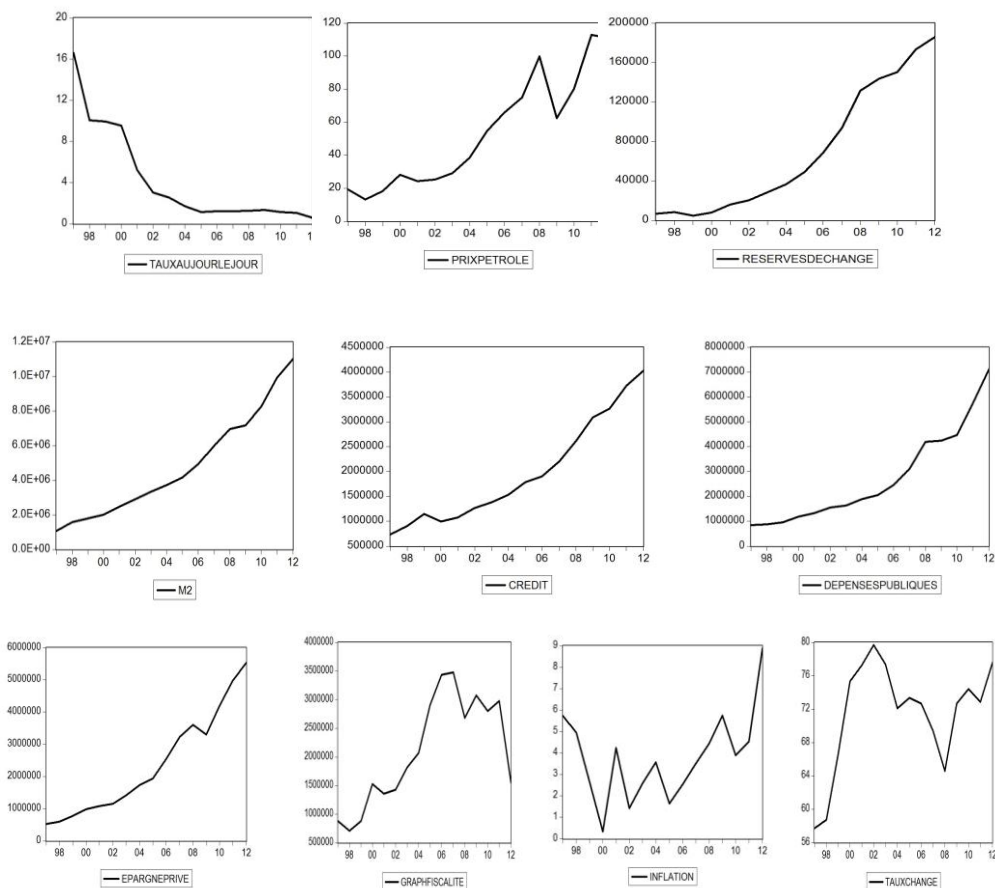 20
16
12
8
4
0
98 00 02 04 06 08 10 12
TAUXAUJOURLEJOUR
120
100
80
60
40
20
0
98 00 02 04 06 08 10
PRIXPETROLE
200000
160000
120000
80000
40000
0
98 00 02 04 06 08 10 12
RESERVESDECHANGE
1.2E+07
1.0E+07
8.0E+06
6.0E+06
4.0E+06
2.0E+06
0.0E+00
98 00 02 04 06 08 10 12
M2
4500000
4000000
3500000
3000000
2500000
2000000
1500000
1000000
500000
98 00 02 04 06 08 10 12
CREDIT
8000000
7000000
6000000
5000000
4000000
3000000
2000000
1000000
0
98 00 02 04 06 08 10 12
DEPENSESPUBLIQUES
6000000
5000000
4000000
3000000
2000000
1000000
0
98 00 02 04 06 08 10 12
EPARGNEPRIVE
4000000
3500000
3000000
2500000
2000000
1500000
1000000
500000
98 00 02 04 06 08 10 12
GRAPHFISCALITE
9
8
7
6
5
4
3
2
1
0
98 00 02 04 06 08 10 12
INFLATION
80
76
72
68
64
60
56
98 00 02 04 06 08 10 12
TAUXCHANGE